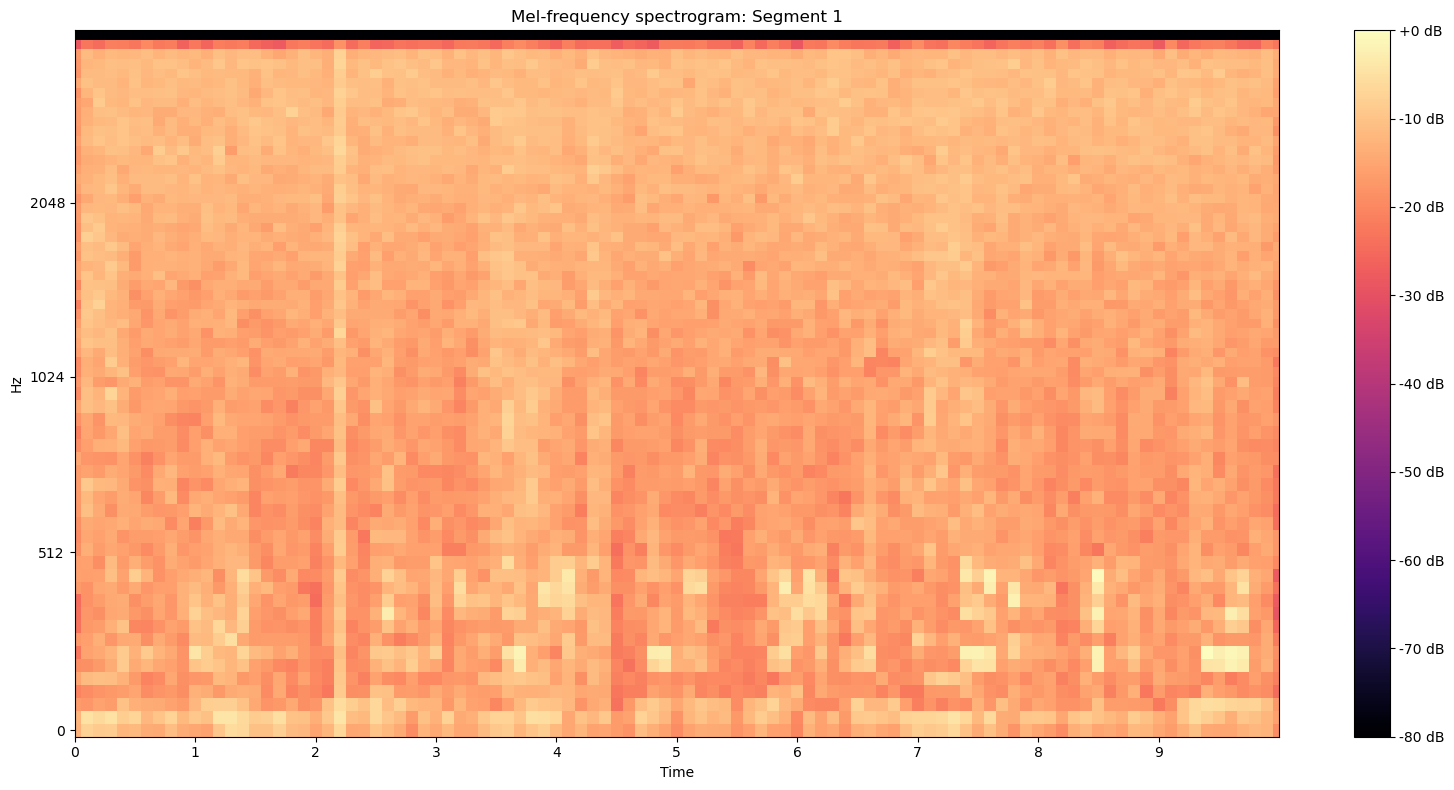 Mel-frequency spectrogram: Segment 1
Hz
2048
1024
512
0
0 1 2 3 4 5 6 7 8 9
Time
+0 dB
-10 dB
-20 dB
-30 dB
-40 dB
-50 dB
-60 dB
-70 dB
-80 dB